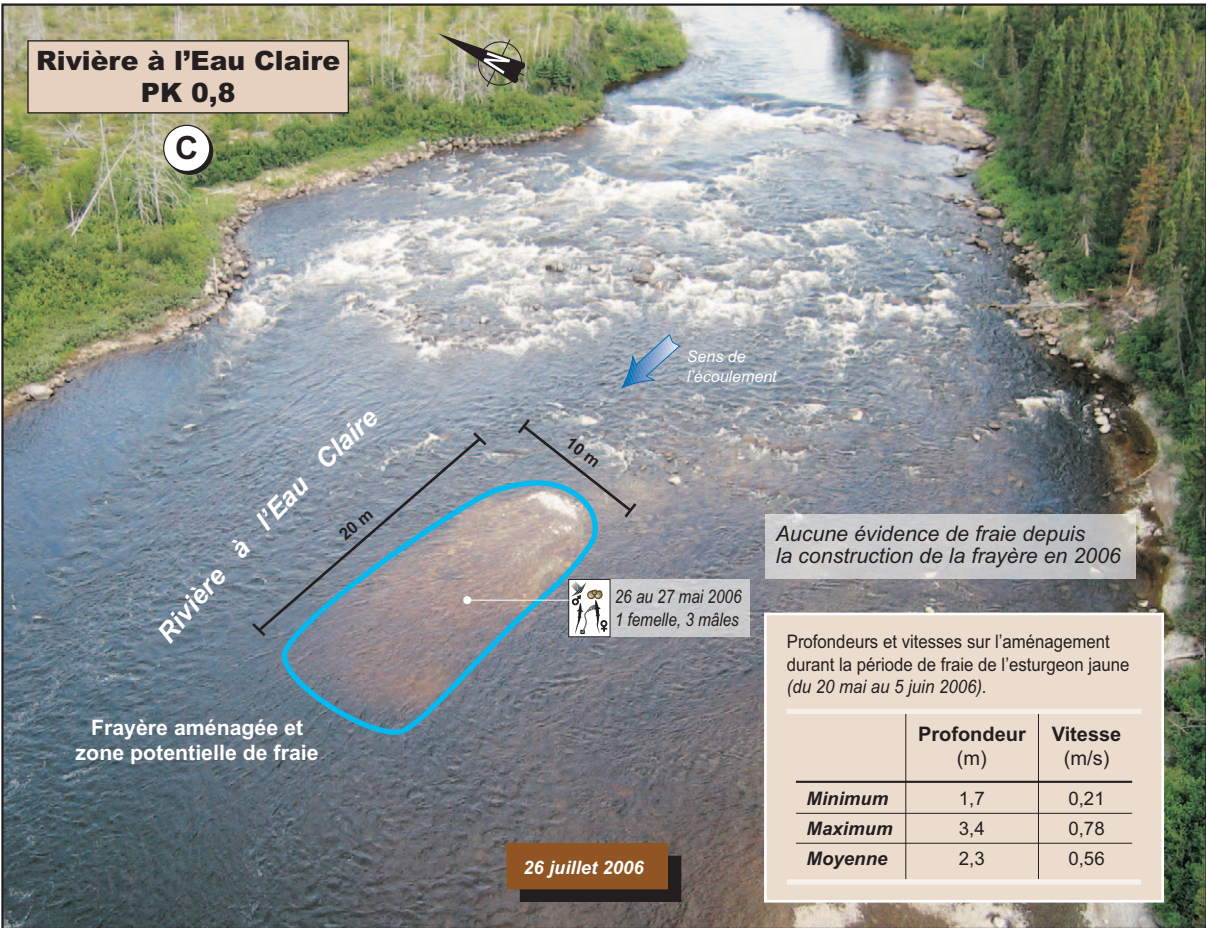 Rivière à l'Eau Claire
PK 0,8
N
C
Sens de
l'écoulement
10 m
20 m
Rivière à l'Eau Claire
Aucune évidence de fraie depuis
la construction de la frayère en 2006
26 au 27 mai 2006
1 femelle, 3 mâles
Frayère aménagée et
zone potentielle de fraie
Profondeurs et vitesses sur l'aménagement
durant la période de fraie de l'esturgeon jaune
(du 20 mai au 5 juin 2006).
Profondeur Vitesse
(m) (m/s)
Minimum 1,7 0,21
Maximum 3,4 0,78
Moyenne 2,3 0,56
26 juillet 2006